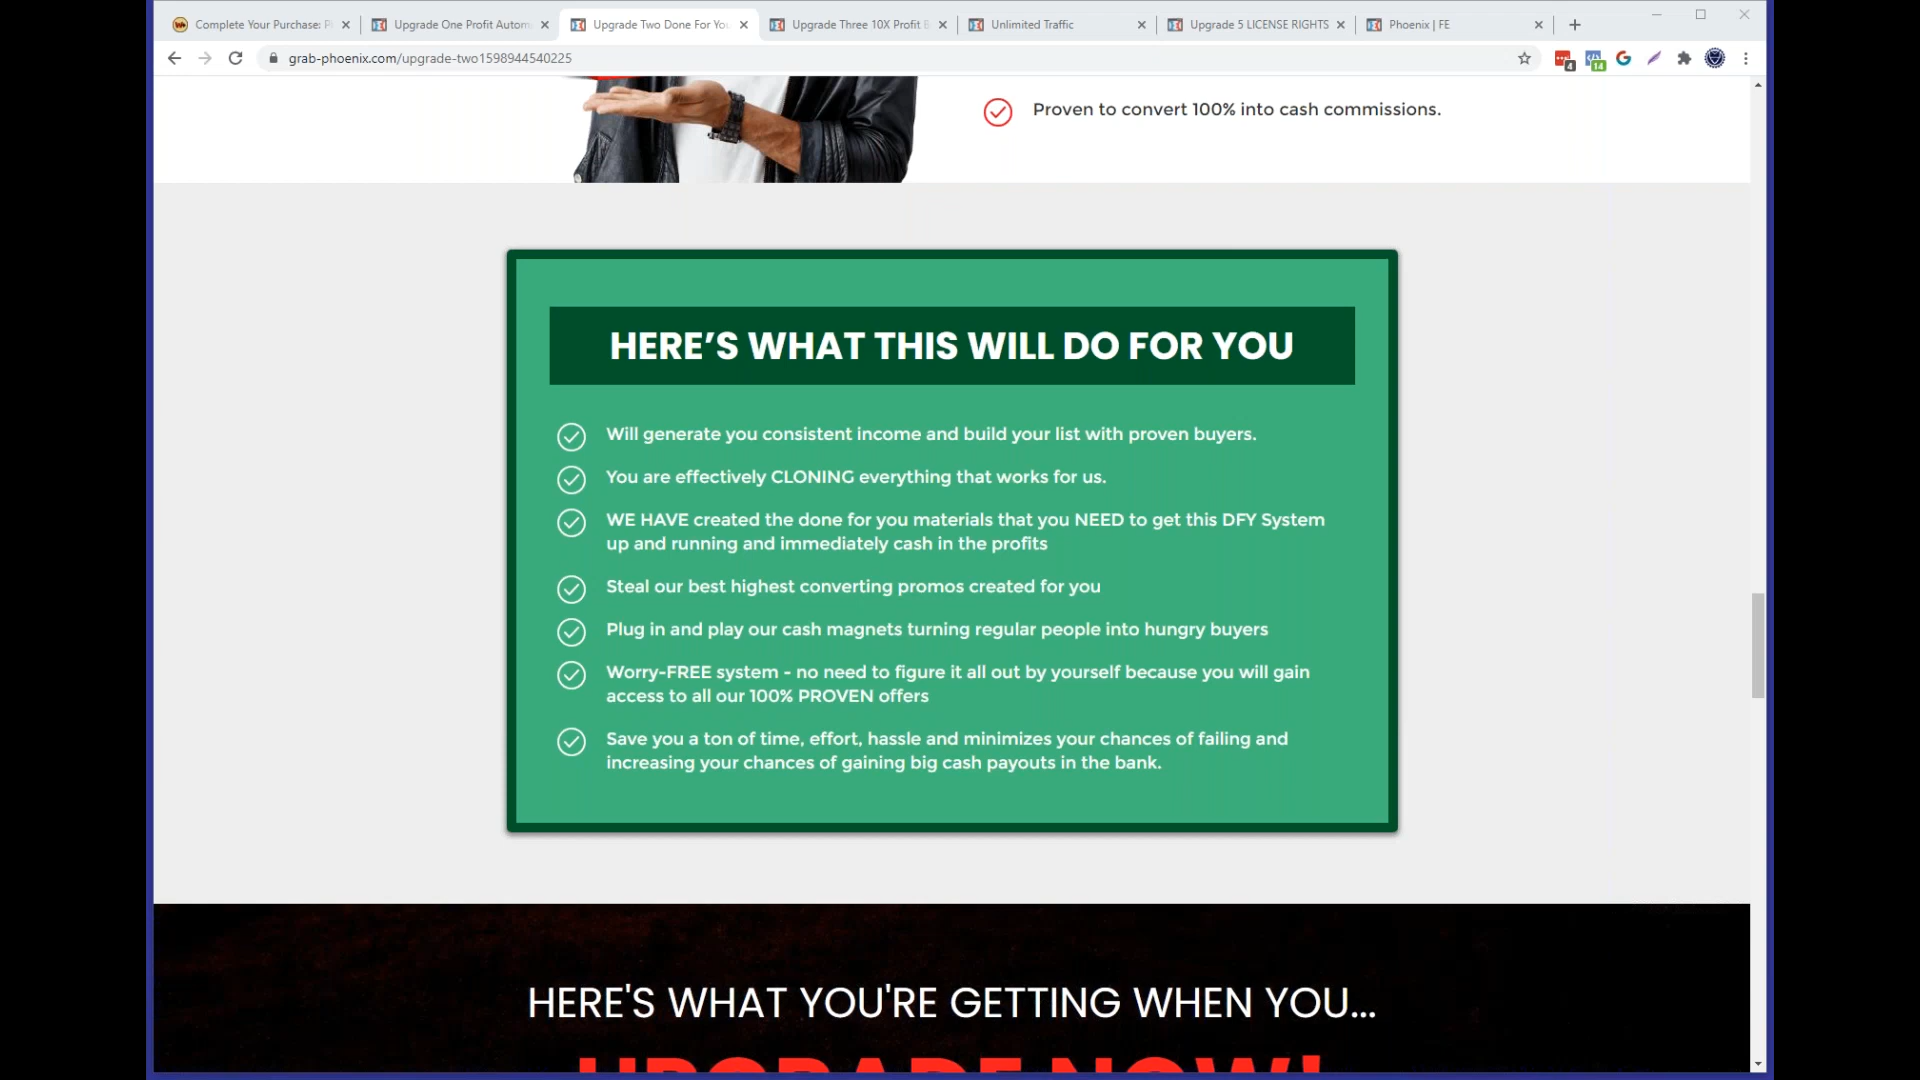 Complete Your Purchase: P
Upgrade One Profit Autom
Upgrade Two Done For You
Upgrade Three 10X Profit
Unlimited Traffic
Upgrade 5 LICENSE RIGHTS
Phoenix | FE
grab-phoenix.com/upgrade-two1598944540225
4
14
Proven to convert 100% into cash commissions.
HERE’S WHAT THIS WILL DO FOR YOU
Will generate you consistent income and build your list with proven buyers.
You are effectively CLONING everything that works for us.
WE HAVE created the done for you materials that you NEED to get this DFY System
up and running and immediately cash in the profits
Steal our best highest converting promos created for you
Plug in and play our cash magnets turning regular people into hungry buyers
Worry-FREE system - no need to figure it all out by yourself because you will gain
access to all our 100% PROVEN offers
Save you a ton of time, effort, hassle and minimizes your chances of failing and
increasing your chances of gaining big cash payouts in the bank.
HERE'S WHAT YOU'RE GETTING WHEN YOU...
UPGRADE NOW!